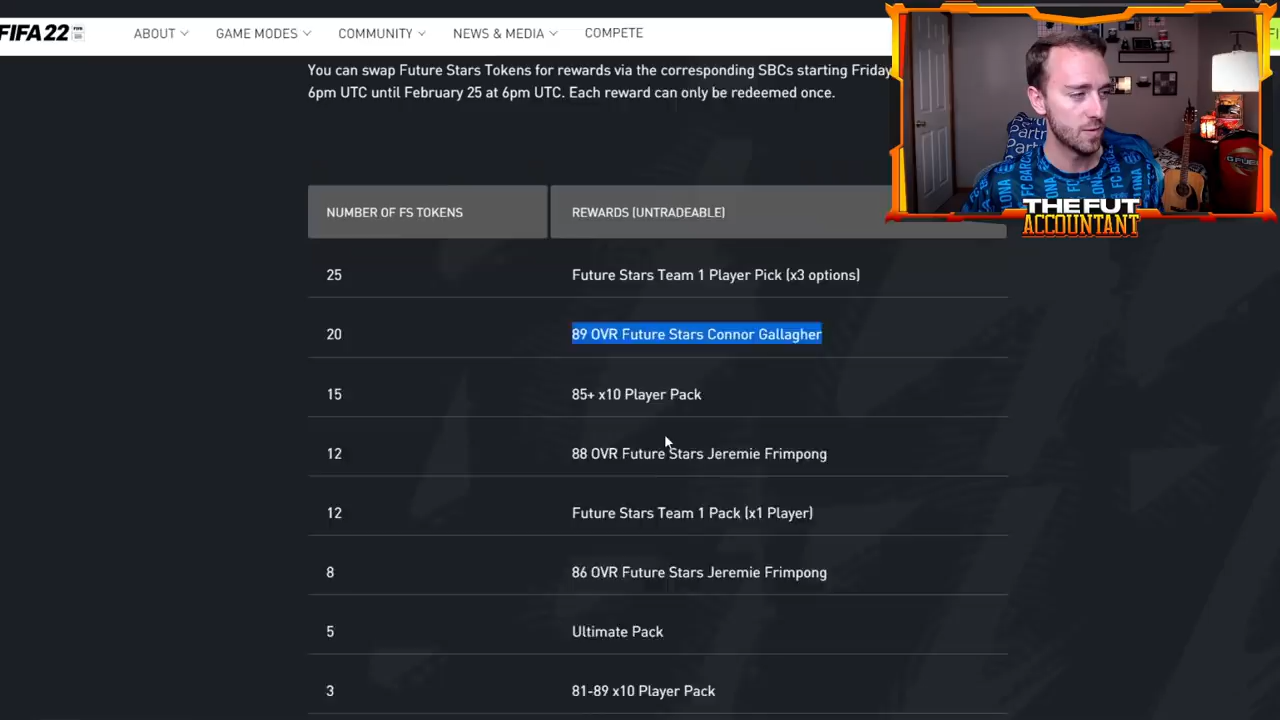 FIFA 22
ABOUT
GAME MODES
COMMUNITY
NEWS & MEDIA
COMPETE
You can swap Future Stars Tokens for rewards via the corresponding SBCs starting Friday
6pm UTC until February 25 at 6pm UTC. Each reward can only be redeemed once.
NUMBER OF FS TOKENS
REWARDS (UNTRADEABLE)
25
Future Stars Team 1 Player Pick (x3 options)
20
89 OVR Future Stars Connor Gallagher
15
85+ x10 Player Pack
12
88 OVR Future Stars Jeremie Frimpong
12
Future Stars Team 1 Pack (x1 Player)
8
86 OVR Future Stars Jeremie Frimpong
5
Ultimate Pack
3
81-89 x10 Player Pack
THE FUT
ACCOUNTANT